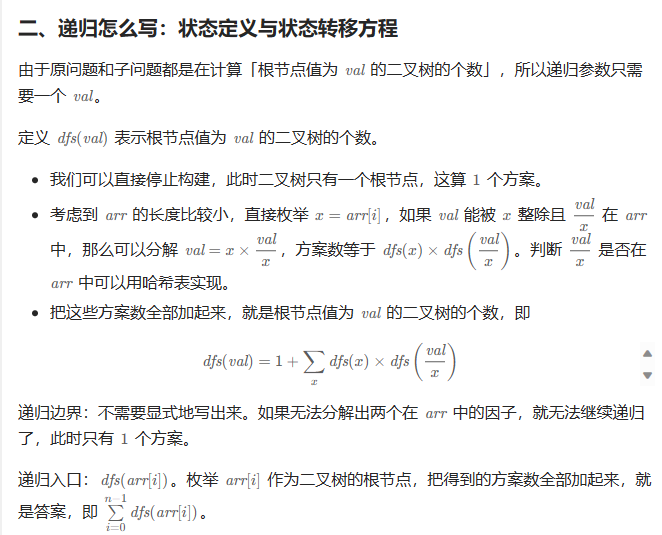 二、递归怎么写：状态定义与状态转移方程
由于原问题和子问题都是在计算「根节点值为 val 的二叉树的个数」，所以递归参数只需
要一个 val。
定义 dfs(val) 表示根节点值为 val 的二叉树的个数。
• 我们可以直接停止构建，此时二叉树只有一个根节点，这算 1 个方案。
• 考虑到 arr 的长度比较小，直接枚举 x = arr[i]，如果 val 能被 x 整除且 \frac{val}{x} 在 arr
中，那么可以分解 val = x × \frac{val}{x}，方案数等于 dfs(x) × dfs(\frac{val}{x})。判断 \frac{val}{x} 是否在
arr 中可以用哈希表实现。
• 把这些方案数全部加起来，就是根节点值为 val 的二叉树的个数，即
dfs(val) = 1 + \sum_{x} dfs(x) × dfs(\frac{val}{x})
递归边界：不需要显式地写出来。如果无法分解出两个在 arr 中的因子，就无法继续递归
了，此时只有 1 个方案。
递归入口：dfs(arr[i])。枚举 arr[i] 作为二叉树的根节点，把得到的方案数全部加起来，就
是答案，即 \sum_{i=0}^{n-1} dfs(arr[i])。